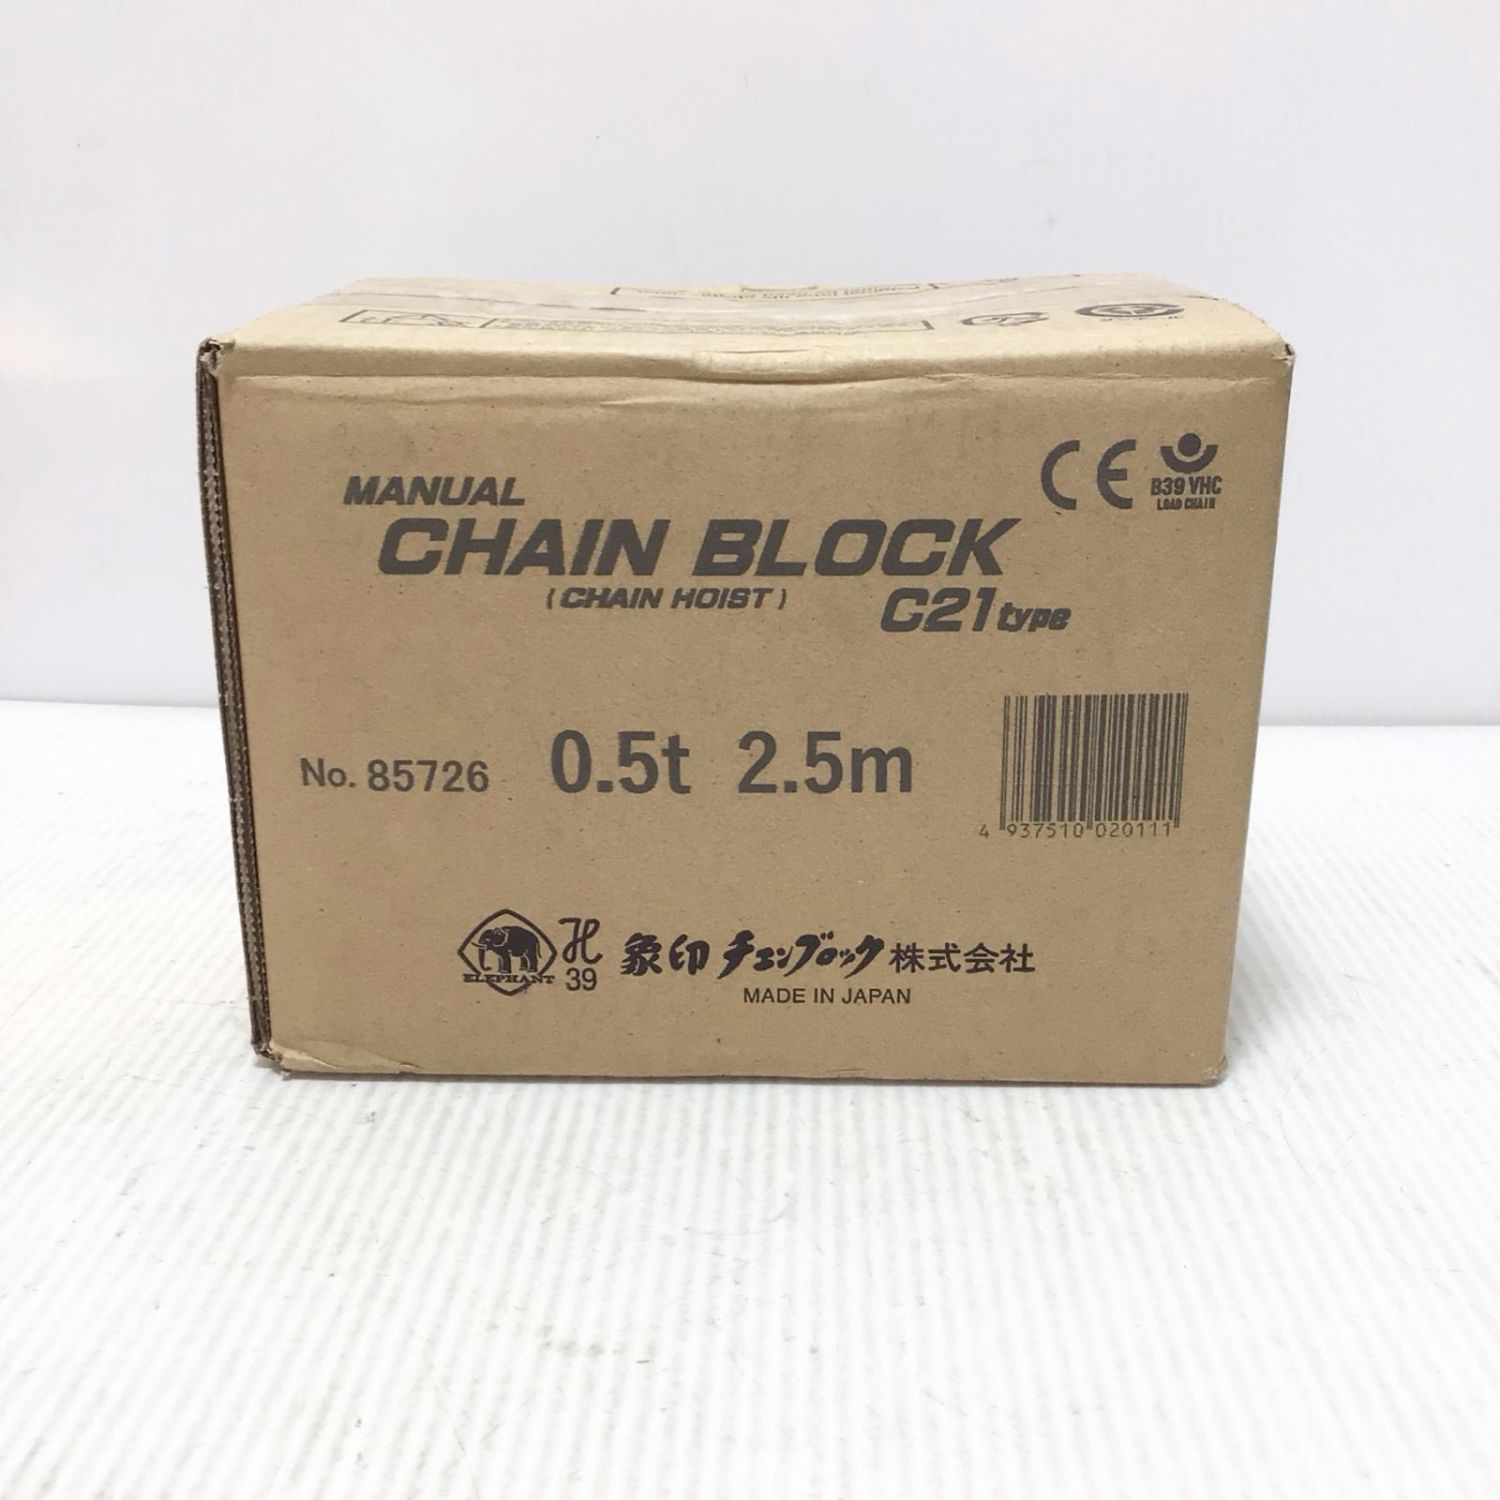 MANUAL
CHAIN BLOCK
(CHAIN HOIST)
C21 type
CE
B39 VHC
LOAD CHAIN
No. 85726 0.5t 2.5m
4 937510 020111
ELEPHANT
H
39
象印 チェンブロック 株式会社
MADE IN JAPAN